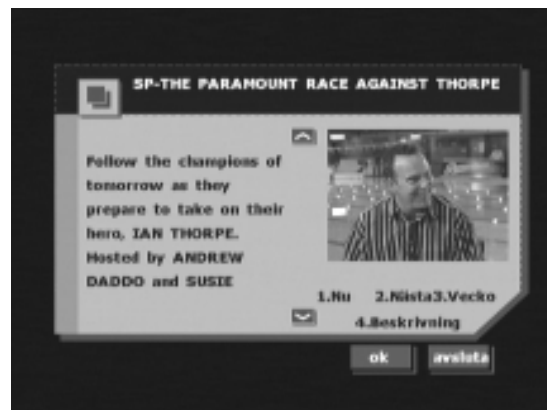 SP-THE PARAMOUNT RACE AGAINST THORPE
Follow the champions of
tomorrow as they
prepare to take on their
hero, IAN THORPE.
Hosted by ANDREW
DADDO and SUSIE
1.Nu 2.Nästa3.Vecko
4.Beskrivning
ok avsluta